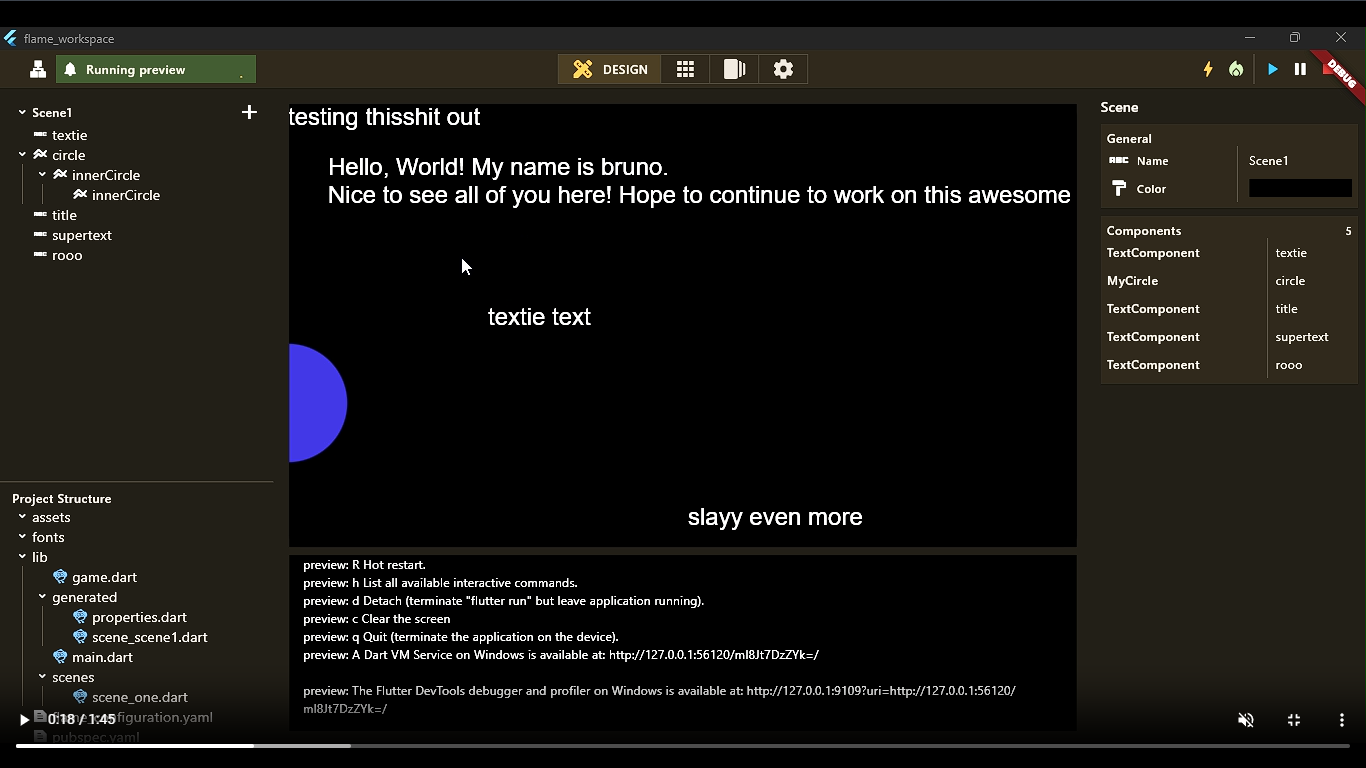 flame_workspace
Running preview
DESIGN
DEBUG
Scene1
textie
circle
innerCircle
innerCircle
title
supertext
rooo
Project Structure
assets
fonts
lib
game.dart
generated
properties.dart
scene_scene1.dart
main.dart
scenes
scene_one.dart
pubspec.yaml
0:18 / 1:45
testing thisshit out
Hello, World! My name is bruno.
Nice to see all of you here! Hope to continue to work on this awesome
textie text
slayy even more
preview: R Hot restart.
preview: h List all available interactive commands.
preview: d Detach (terminate "flutter run" but leave application running).
preview: c Clear the screen
preview: q Quit (terminate the application on the device).
preview: A Dart VM Service on Windows is available at: http://127.0.0.1:56120/ml8Jt7DzZYk=/
preview: The Flutter DevTools debugger and profiler on Windows is available at: http://127.0.0.1:9109?uri=http://127.0.0.1:56120/
ml8Jt7DzZYk=/
Scene
General
ABC Name Scene1
Color
Components 5
TextComponent textie
MyCircle circle
TextComponent title
TextComponent supertext
TextComponent rooo